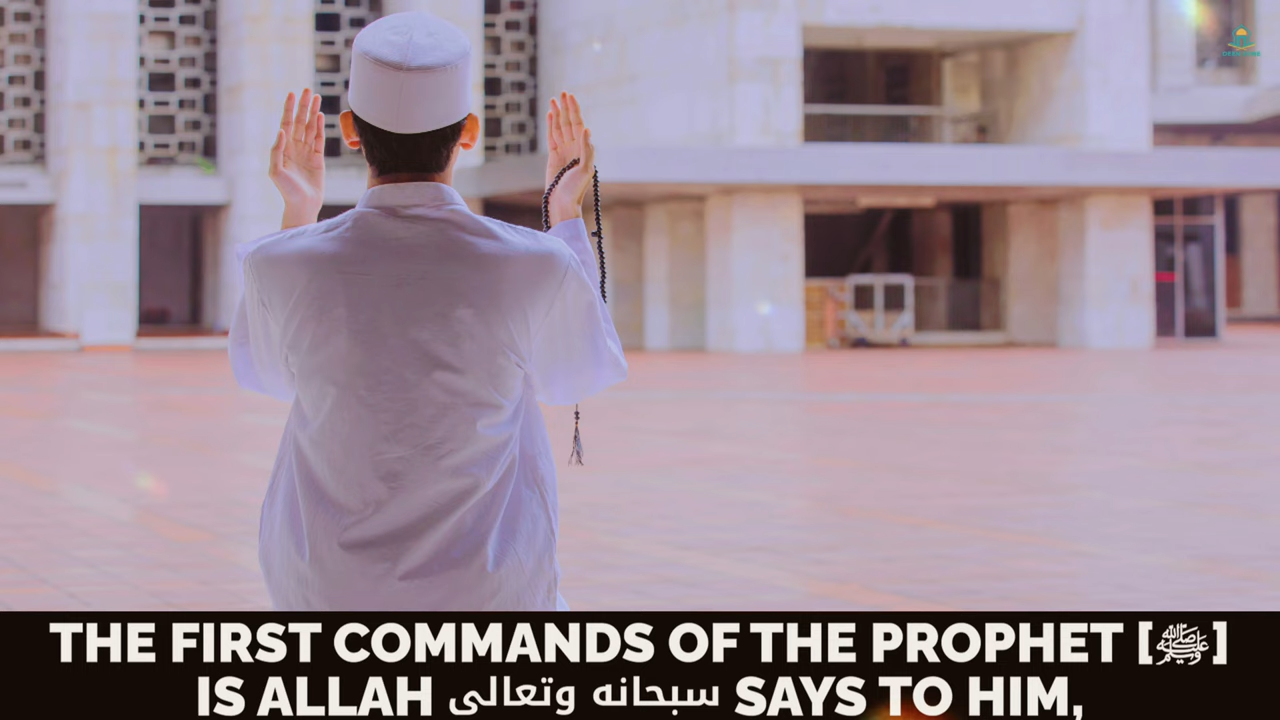 THE FIRST COMMANDS OF THE PROPHET [ﷺ]
IS ALLAH سبحانه وتعالى SAYS TO HIM,